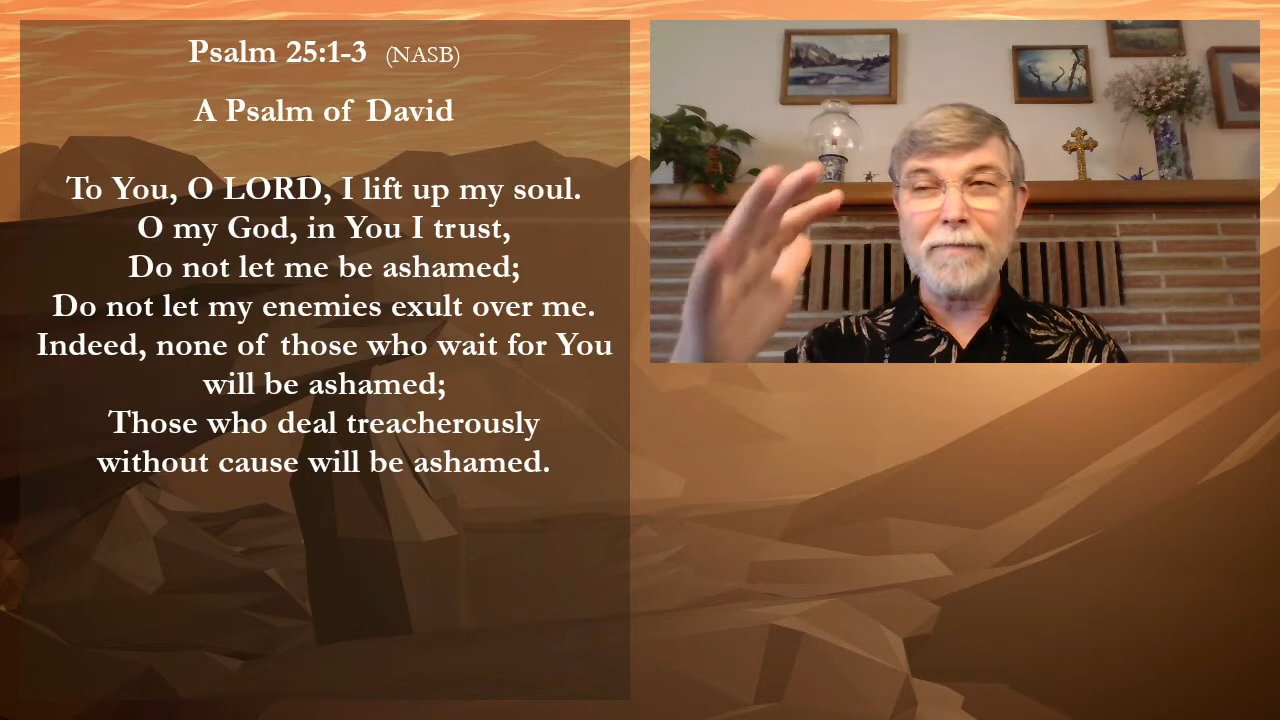 Psalm 25:1-3 (NASB)
A Psalm of David
To You, O LORD, I lift up my soul.
O my God, in You I trust,
Do not let me be ashamed;
Do not let my enemies exult over me.
Indeed, none of those who wait for You
will be ashamed;
Those who deal treacherously
without cause will be ashamed.